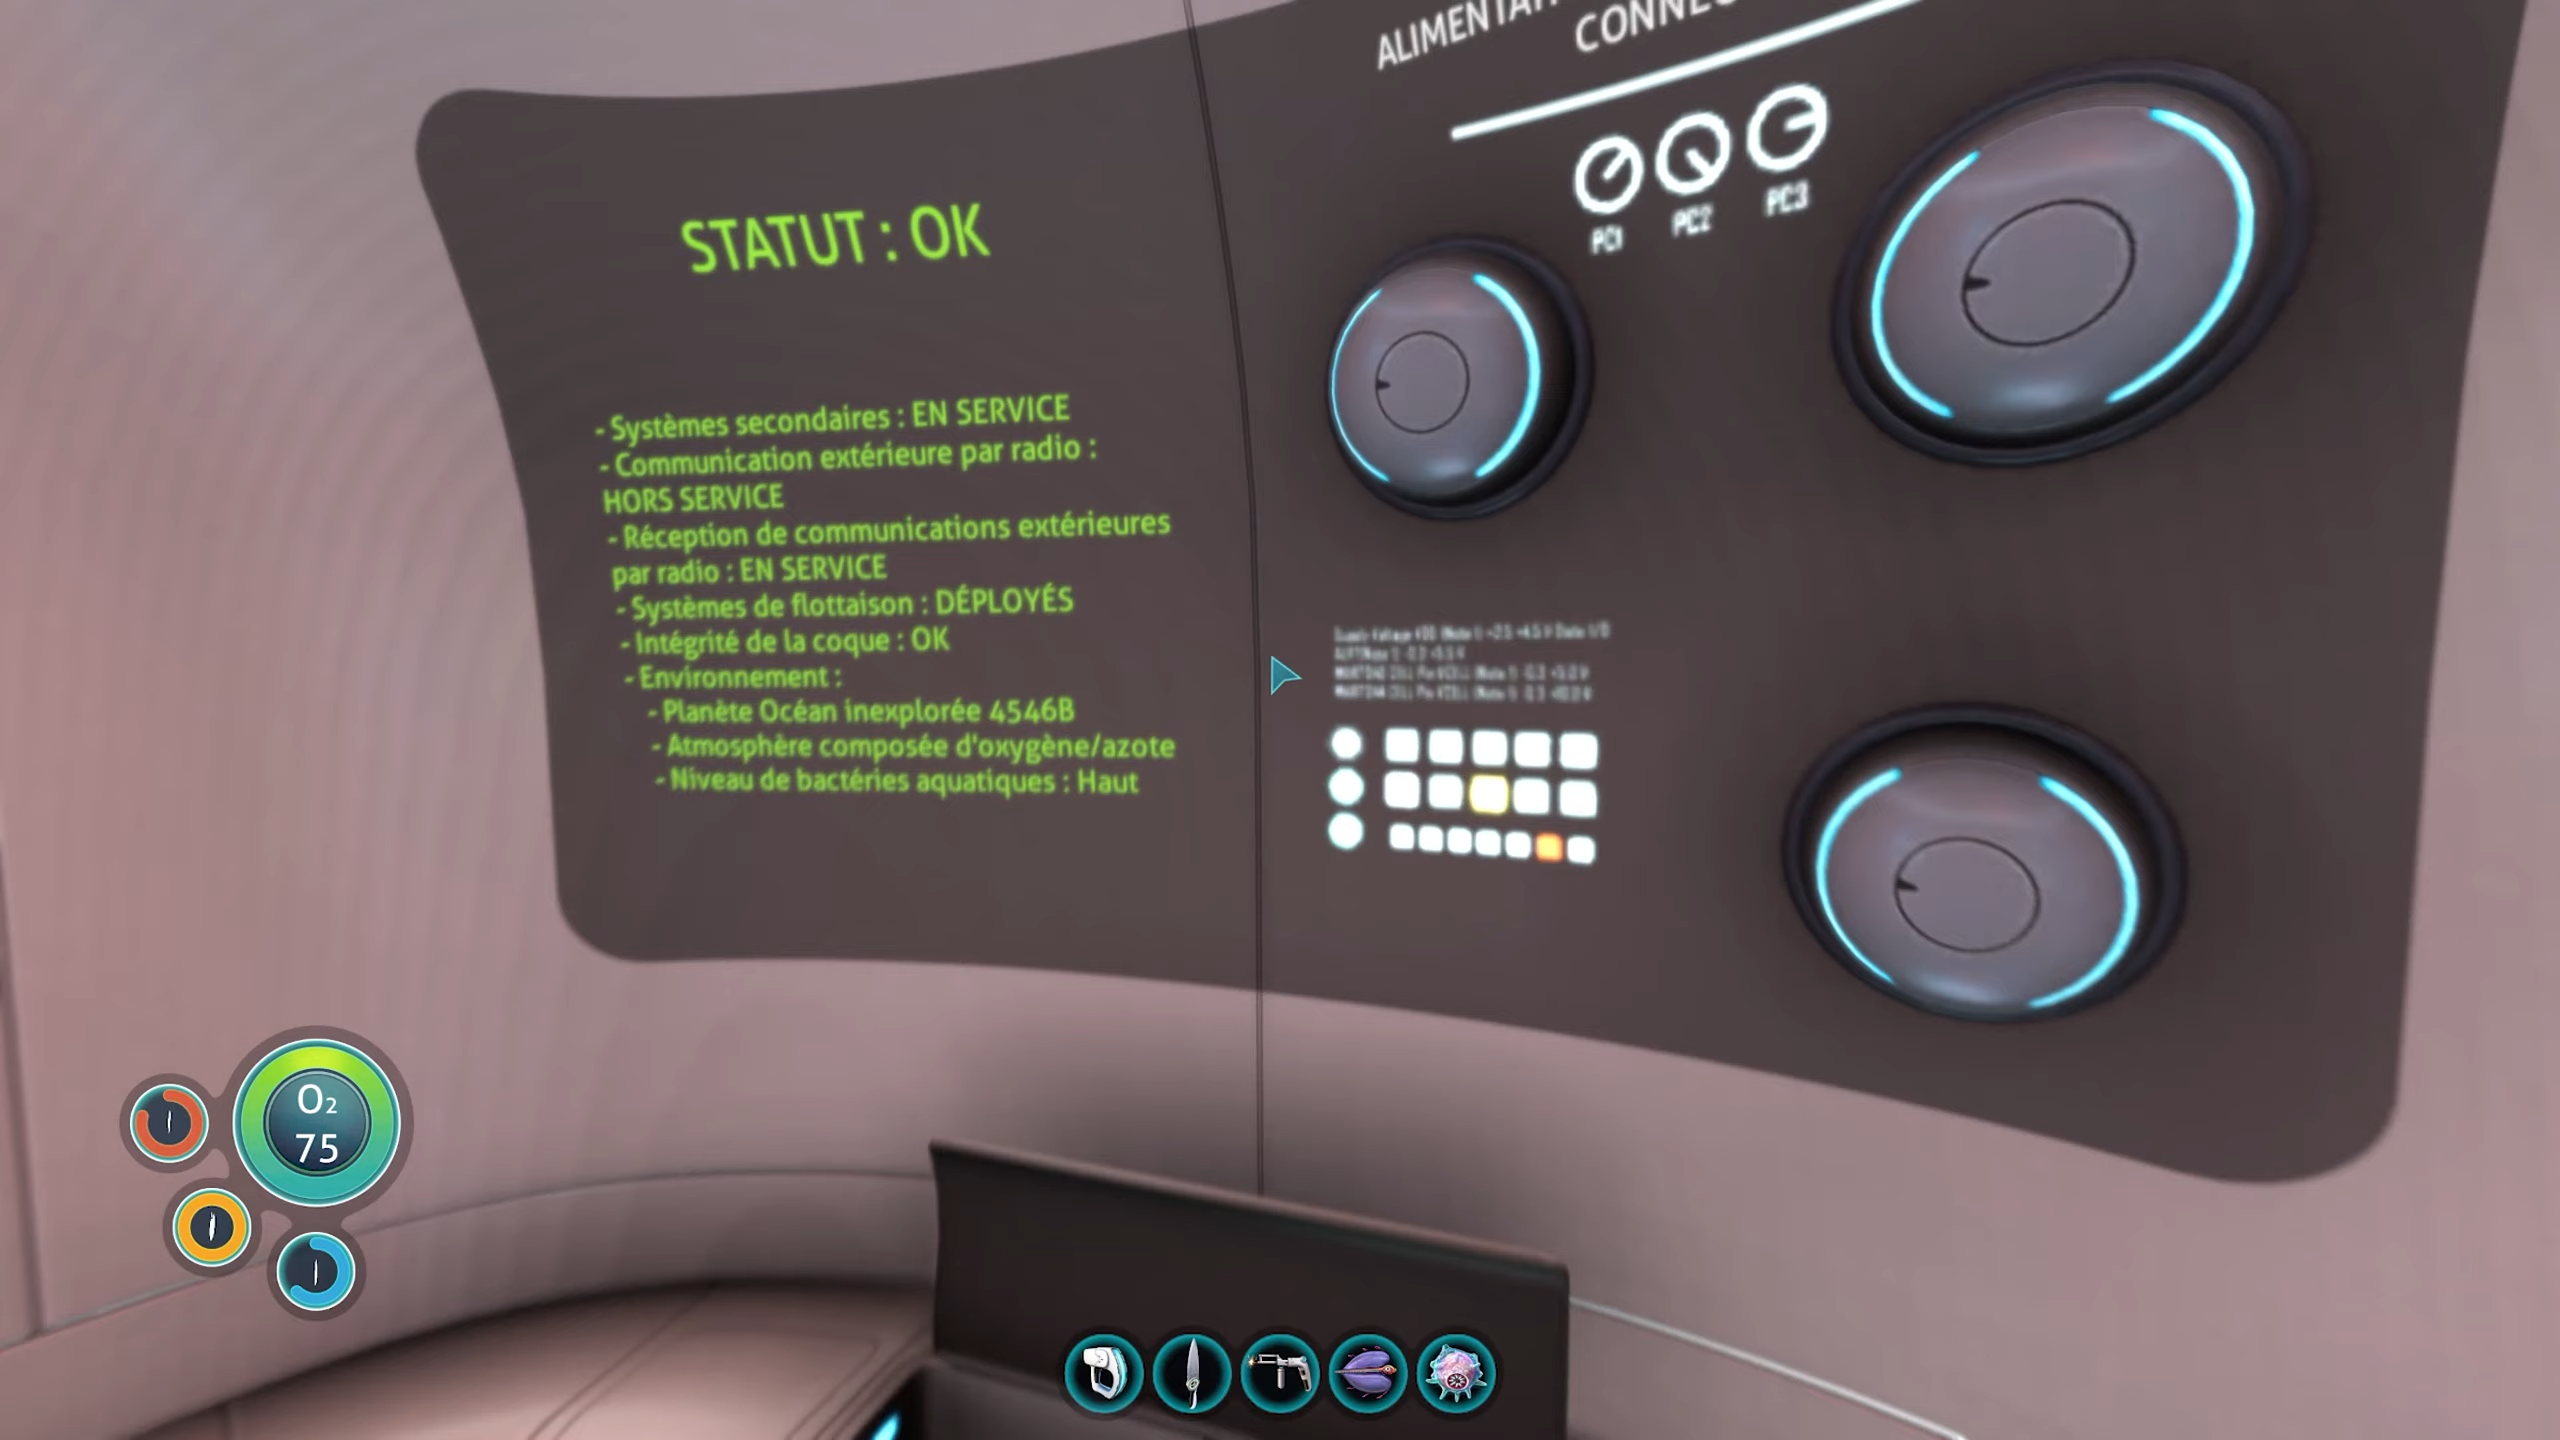 STATUT : OK
- Systèmes secondaires : EN SERVICE
- Communication extérieure par radio :
HORS SERVICE
- Réception de communications extérieures
par radio : EN SERVICE
- Systèmes de flottaison : DÉPLOYÉS
- Intégrité de la coque : OK
- Environnement :
- Planète Océan inexplorée 4546B
- Atmosphère composée d'oxygène/azote
- Niveau de bactéries aquatiques : Haut
PC1
PC2
PC3
O2
75